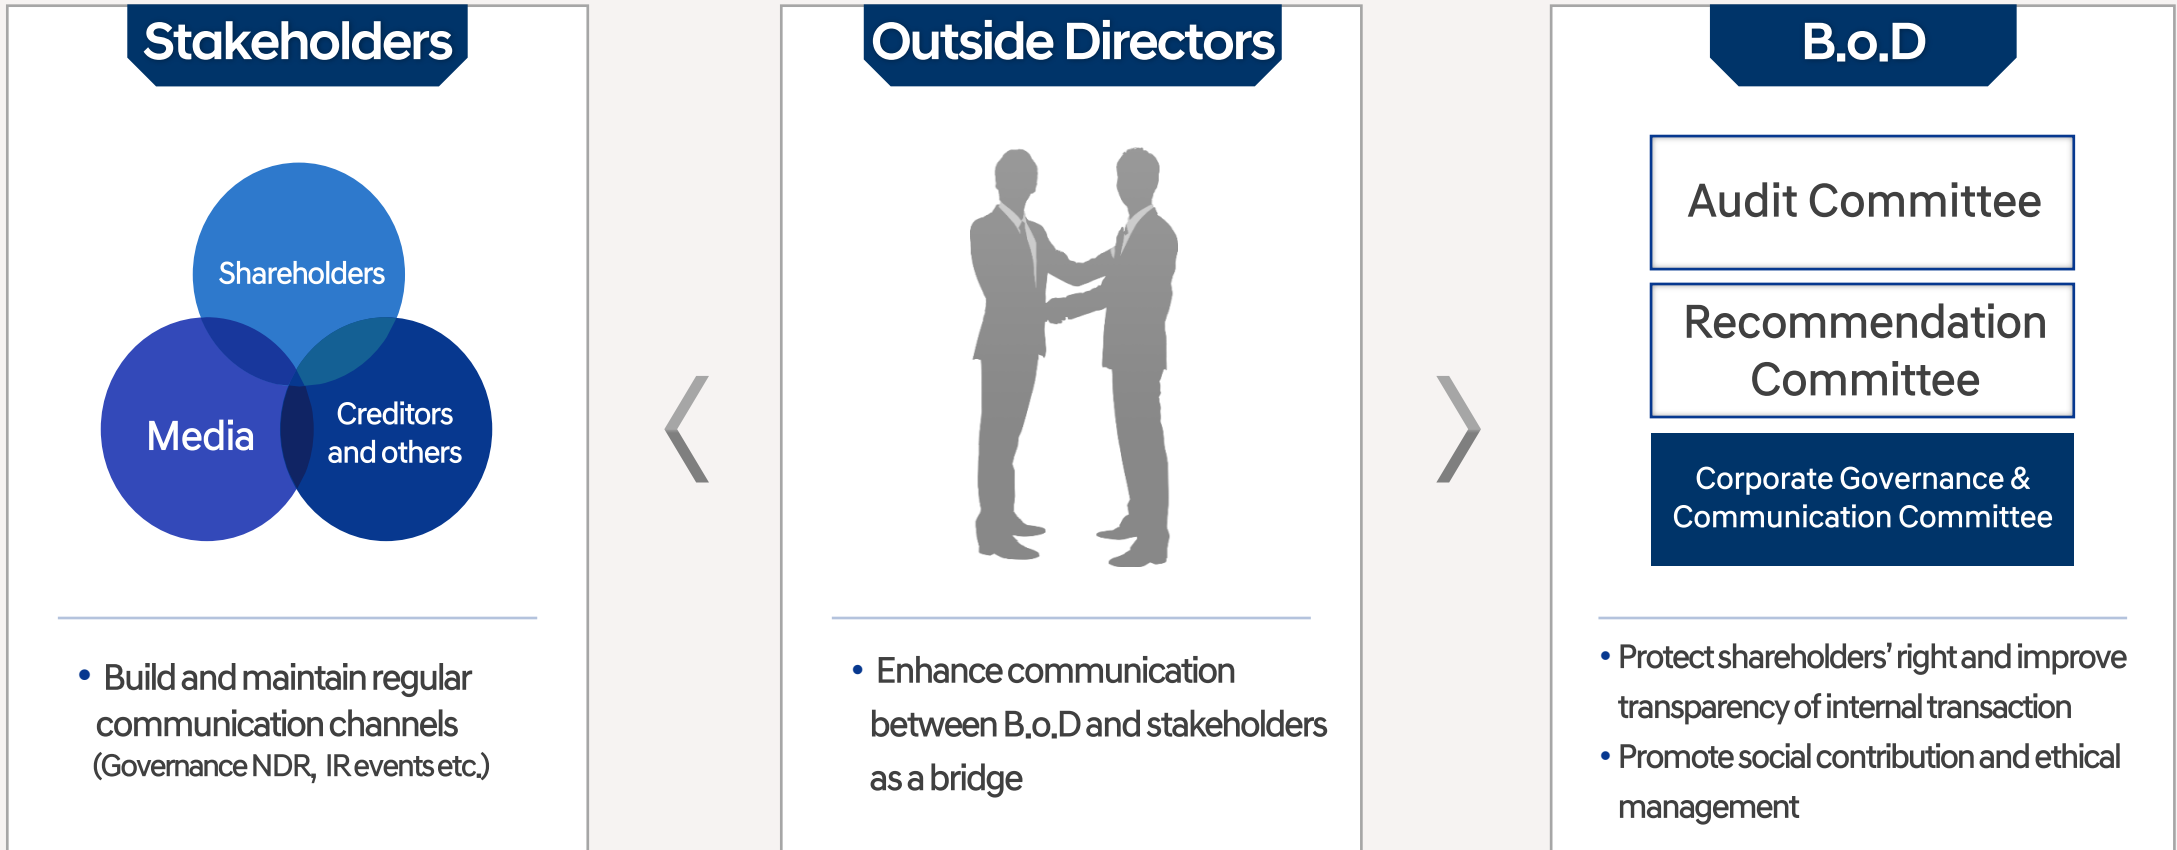 Stakeholders
Shareholders
Media
Creditors
and others
• Build and maintain regular
communication channels
(Governance NDR, IR events etc.)
Outside Directors
• Enhance communication
between B.o.D and stakeholders
as a bridge
B.o.D
Audit Committee
Recommendation
Committee
Corporate Governance &
Communication Committee
• Protect shareholders' right and improve
transparency of internal transaction
• Promote social contribution and ethical
management